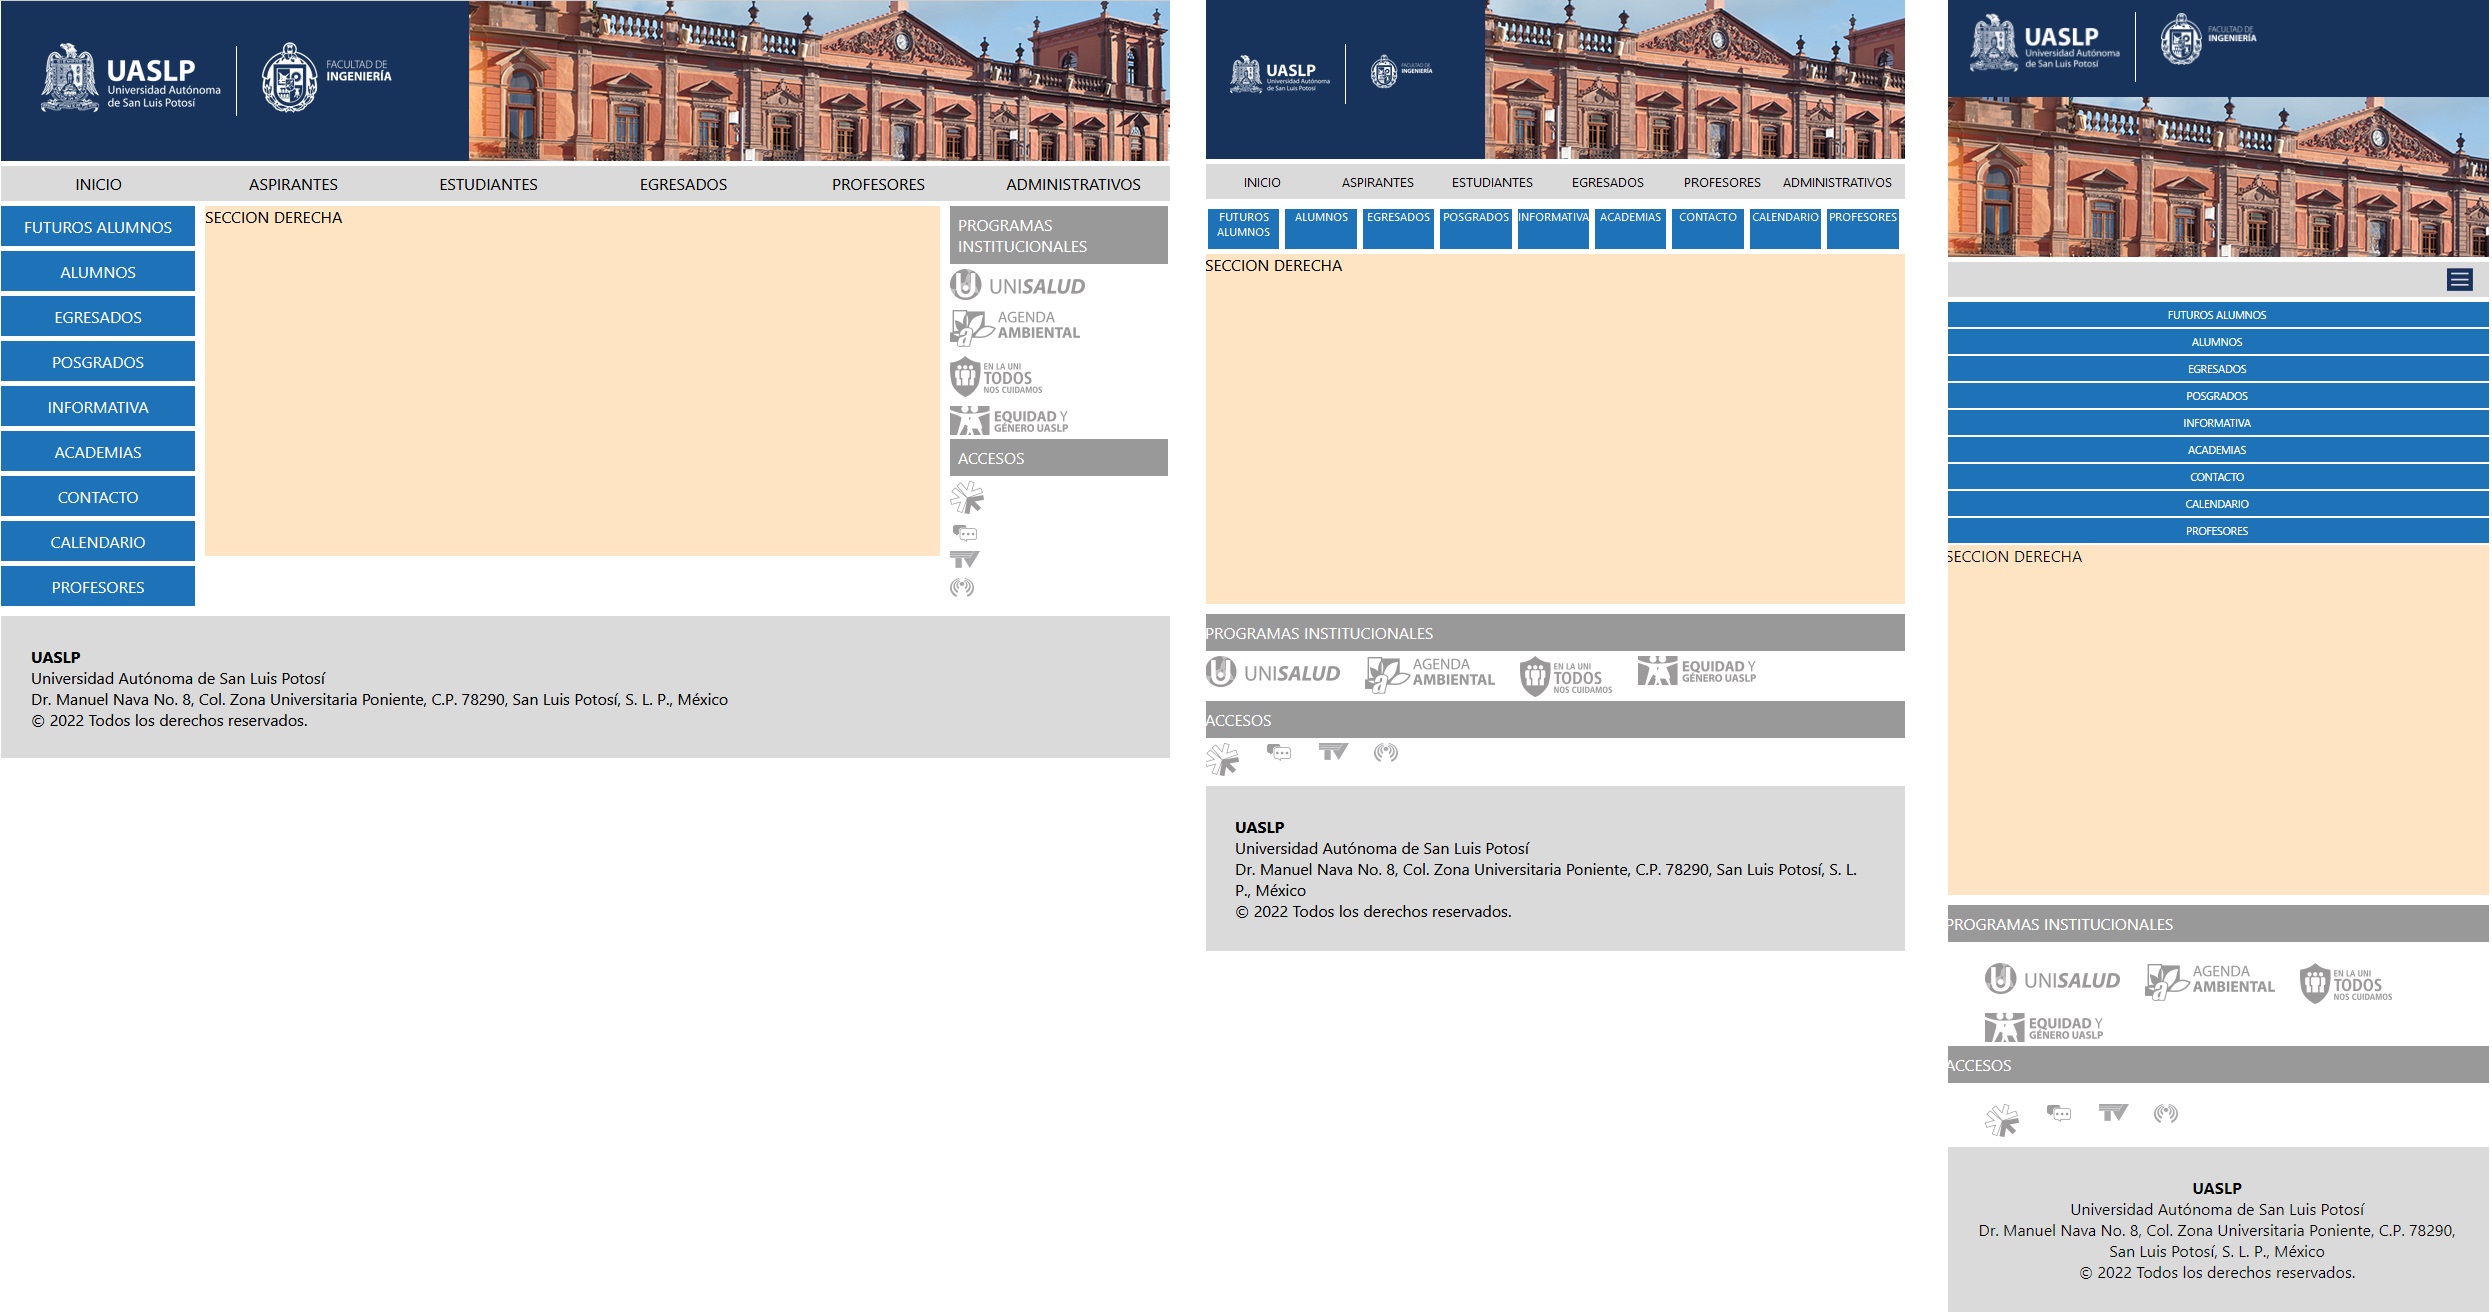 UASLP
Universidad Autónoma
de San Luis Potosí
FACULTAD DE
INGENIERÍA
INICIO ASPIRANTES ESTUDIANTES EGRESADOS PROFESORES ADMINISTRATIVOS
FUTUROS ALUMNOS
ALUMNOS
EGRESADOS
POSGRADOS
INFORMATIVA
ACADEMIAS
CONTACTO
CALENDARIO
PROFESORES
SECCION DERECHA
PROGRAMAS
INSTITUCIONALES
UNISALUD
AGENDA
AMBIENTAL
EN LA UNI
TODOS
NOS CUIDAMOS
EQUIDAD Y
GÉNERO UASLP
ACCESOS
TV
UASLP
Universidad Autónoma de San Luis Potosí
Dr. Manuel Nava No. 8, Col. Zona Universitaria Poniente, C.P. 78290, San Luis Potosí, S. L. P., México
© 2022 Todos los derechos reservados.
UASLP
Universidad Autónoma
de San Luis Potosí
FACULTAD DE
INGENIERÍA
INICIO ASPIRANTES ESTUDIANTES EGRESADOS PROFESORES ADMINISTRATIVOS
FUTUROS
ALUMNOS
ALUMNOS
EGRESADOS
POSGRADOS
INFORMATIVA
ACADEMIAS
CONTACTO
CALENDARIO
PROFESORES
SECCION DERECHA
PROGRAMAS INSTITUCIONALES
UNISALUD
AGENDA
AMBIENTAL
EN LA UNI
TODOS
NOS CUIDAMOS
EQUIDAD Y
GÉNERO UASLP
ACCESOS
TV
UASLP
Universidad Autónoma de San Luis Potosí
Dr. Manuel Nava No. 8, Col. Zona Universitaria Poniente, C.P. 78290, San Luis Potosí, S. L.
P., México
© 2022 Todos los derechos reservados.
UASLP
Universidad Autónoma
de San Luis Potosí
FACULTAD DE
INGENIERÍA
FUTUROS ALUMNOS
ALUMNOS
EGRESADOS
POSGRADOS
INFORMATIVA
ACADEMIAS
CONTACTO
CALENDARIO
PROFESORES
SECCION DERECHA
PROGRAMAS INSTITUCIONALES
UNISALUD
AGENDA
AMBIENTAL
EN LA UNI
TODOS
NOS CUIDAMOS
EQUIDAD Y
GÉNERO UASLP
ACCESOS
TV
UASLP
Universidad Autónoma de San Luis Potosí
Dr. Manuel Nava No. 8, Col. Zona Universitaria Poniente, C.P. 78290,
San Luis Potosí, S. L. P., México
© 2022 Todos los derechos reservados.